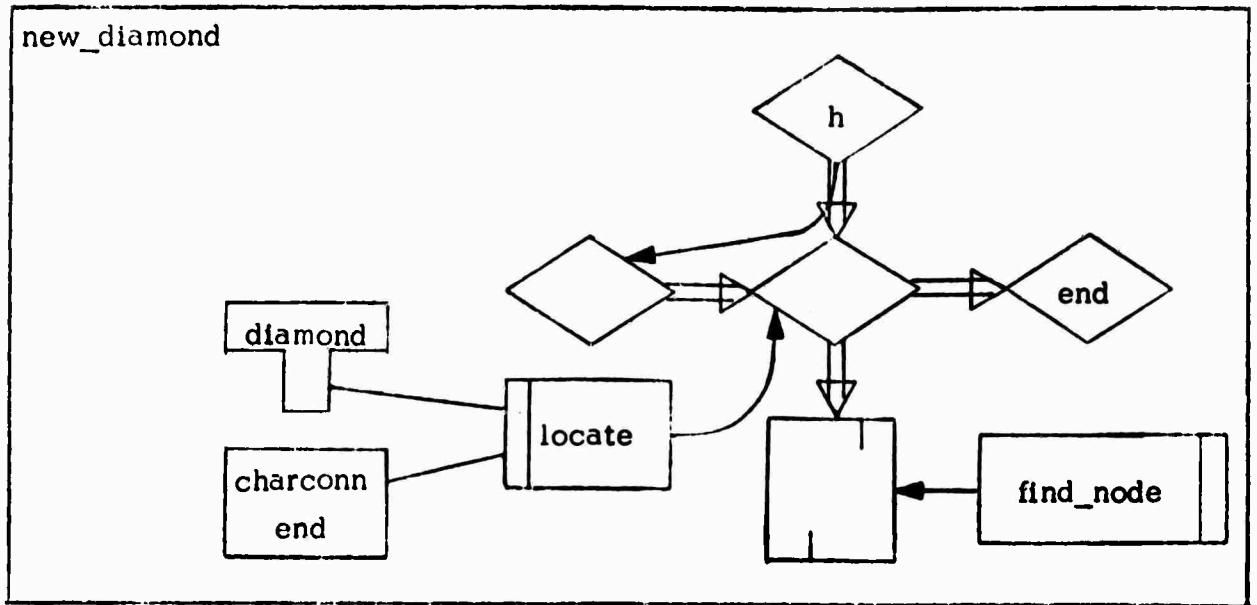 new_diamond
h
end
diamond
locate
charconn
end
find_node